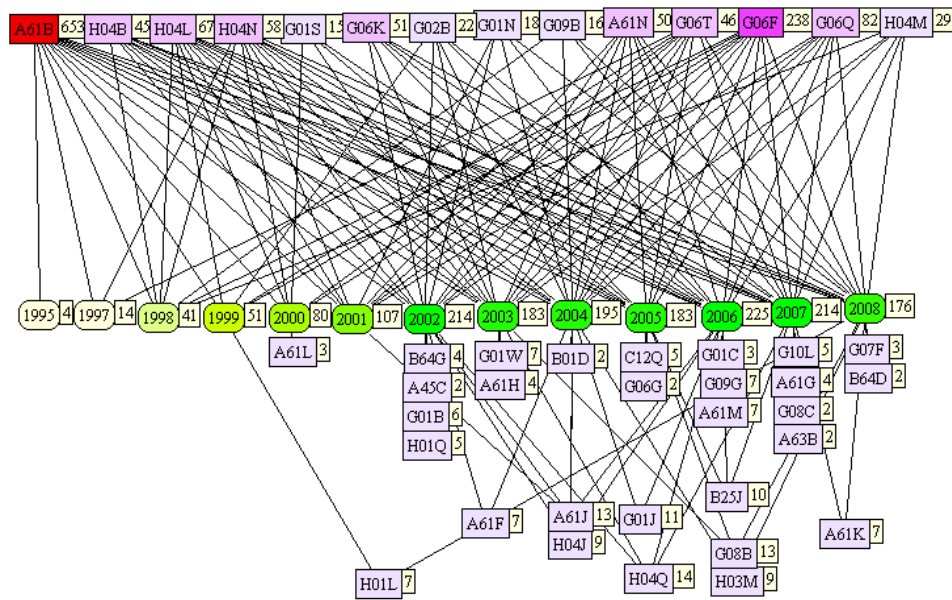 A61B 653 H04B 45 H04L 67 H04N 58 G01S 15 G06K 51 G02B 22 G01N 18 G09B 16 A61N 50 G06T 46 G06F 238 G06Q 82 H04M 29
1995 4 1997 14 1998 41 1999 51 2000 80 2001 107 2002 214 2003 183 2004 195 2005 183 2006 225 2007 214 2008 176
A61L 3 B64G 4 G01W 7 B01D 2 C12Q 5 G01C 3 G10L 5 G07F 3
A45C 2 A61H 4 G06G 2 G09G 7 A61G 4 B64D 2
G01B 6 A61M 7 G08C 2
H01Q 5 A63B 2
B25J 10
A61F 7 A61J 13 G01J 11 A61K 7
H04J 9
G08B 13
H01L 7 H04Q 14 H03M 9